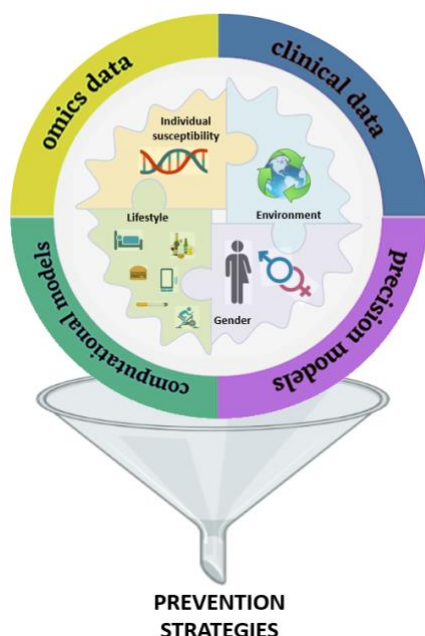 omics data
clinical data
Individual
susceptibility
Lifestyle
Environment
Gender
computational models
precision models
PREVENTION
STRATEGIES